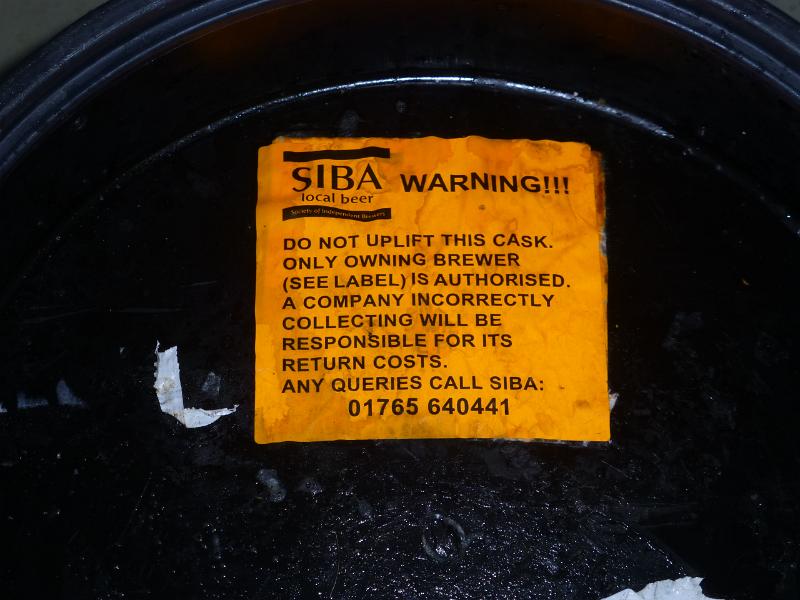 SIBA
local beer
Society of Independent Brewers
WARNING!!!
DO NOT UPLIFT THIS CASK.
ONLY OWNING BREWER
(SEE LABEL) IS AUTHORISED.
A COMPANY INCORRECTLY
COLLECTING WILL BE
RESPONSIBLE FOR ITS
RETURN COSTS.
ANY QUERIES CALL SIBA:
01765 640441